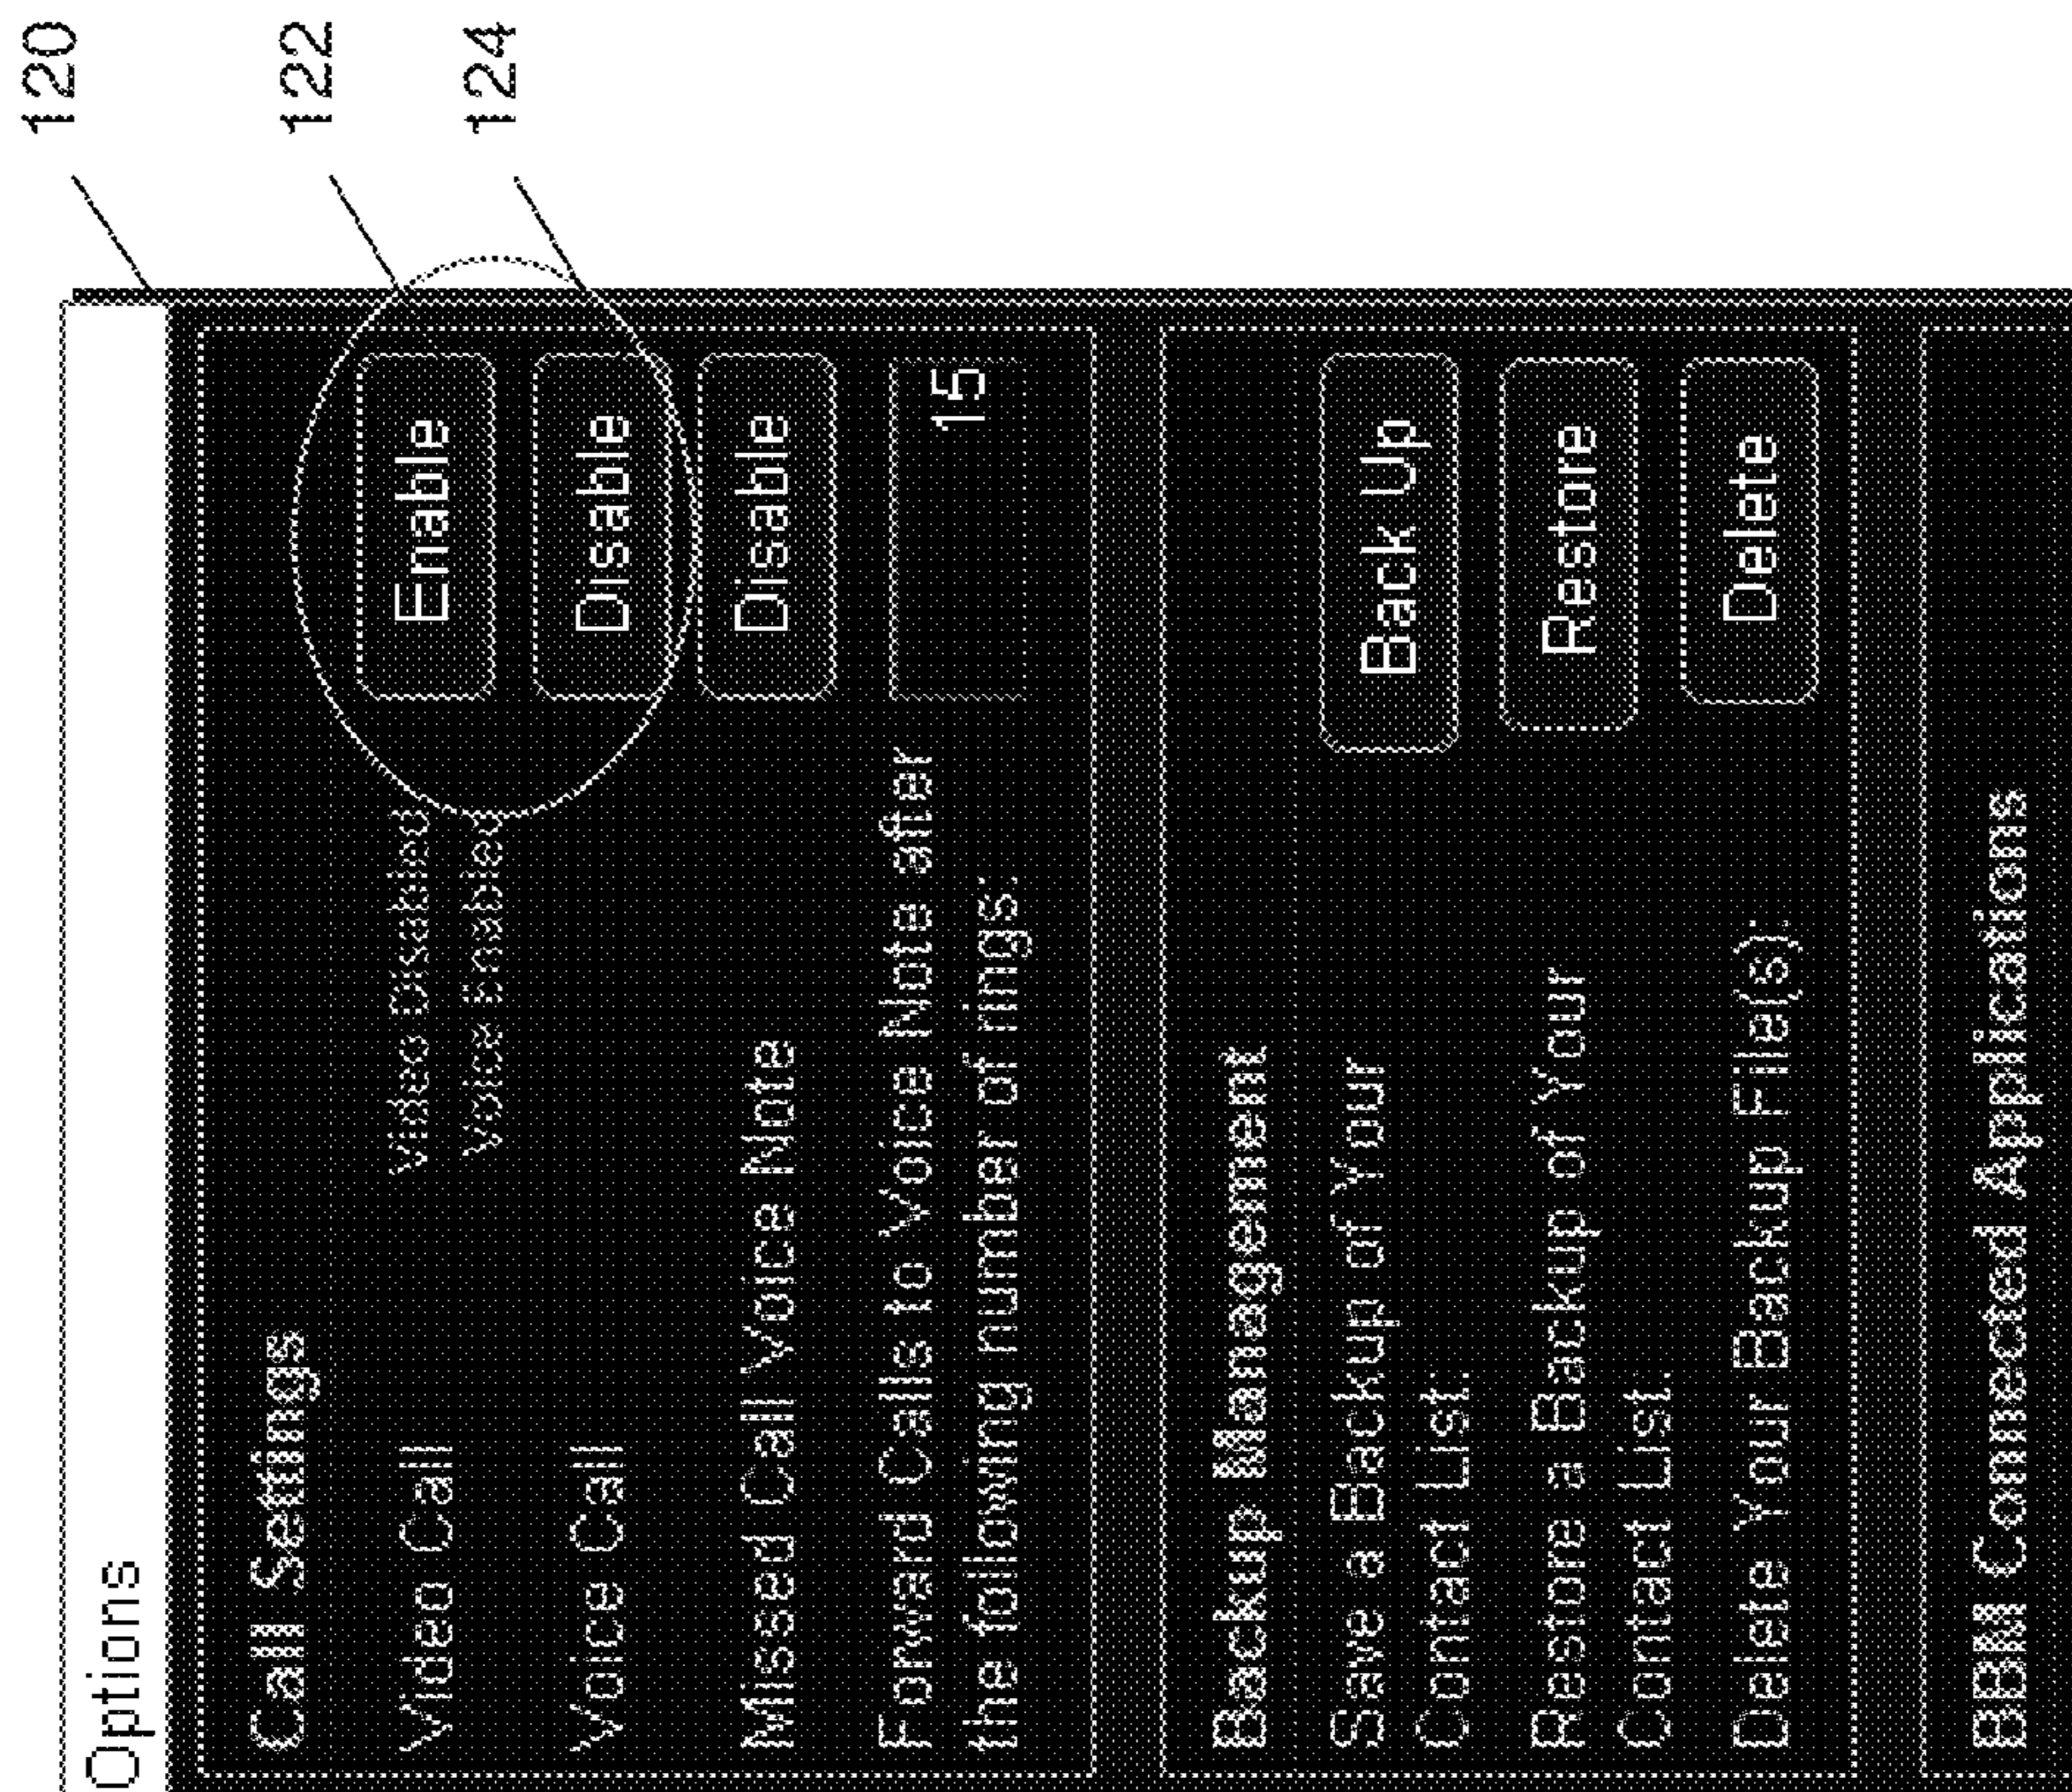 Options
120
Call Settings
Video Call
Video Disabled
Enable
122
Voice Enabled
Voice Call
Disable
124
Missed Call Voice Note
Disable
Forward Calls to Voice Note after
the following number of rings:
15
Backup Management
Save a Backup of Your
Contact List:
Back Up
Restore a Backup of Your
Contact List:
Restore
Delete Your Backup File(s):
Delete
BBM Connected Applications